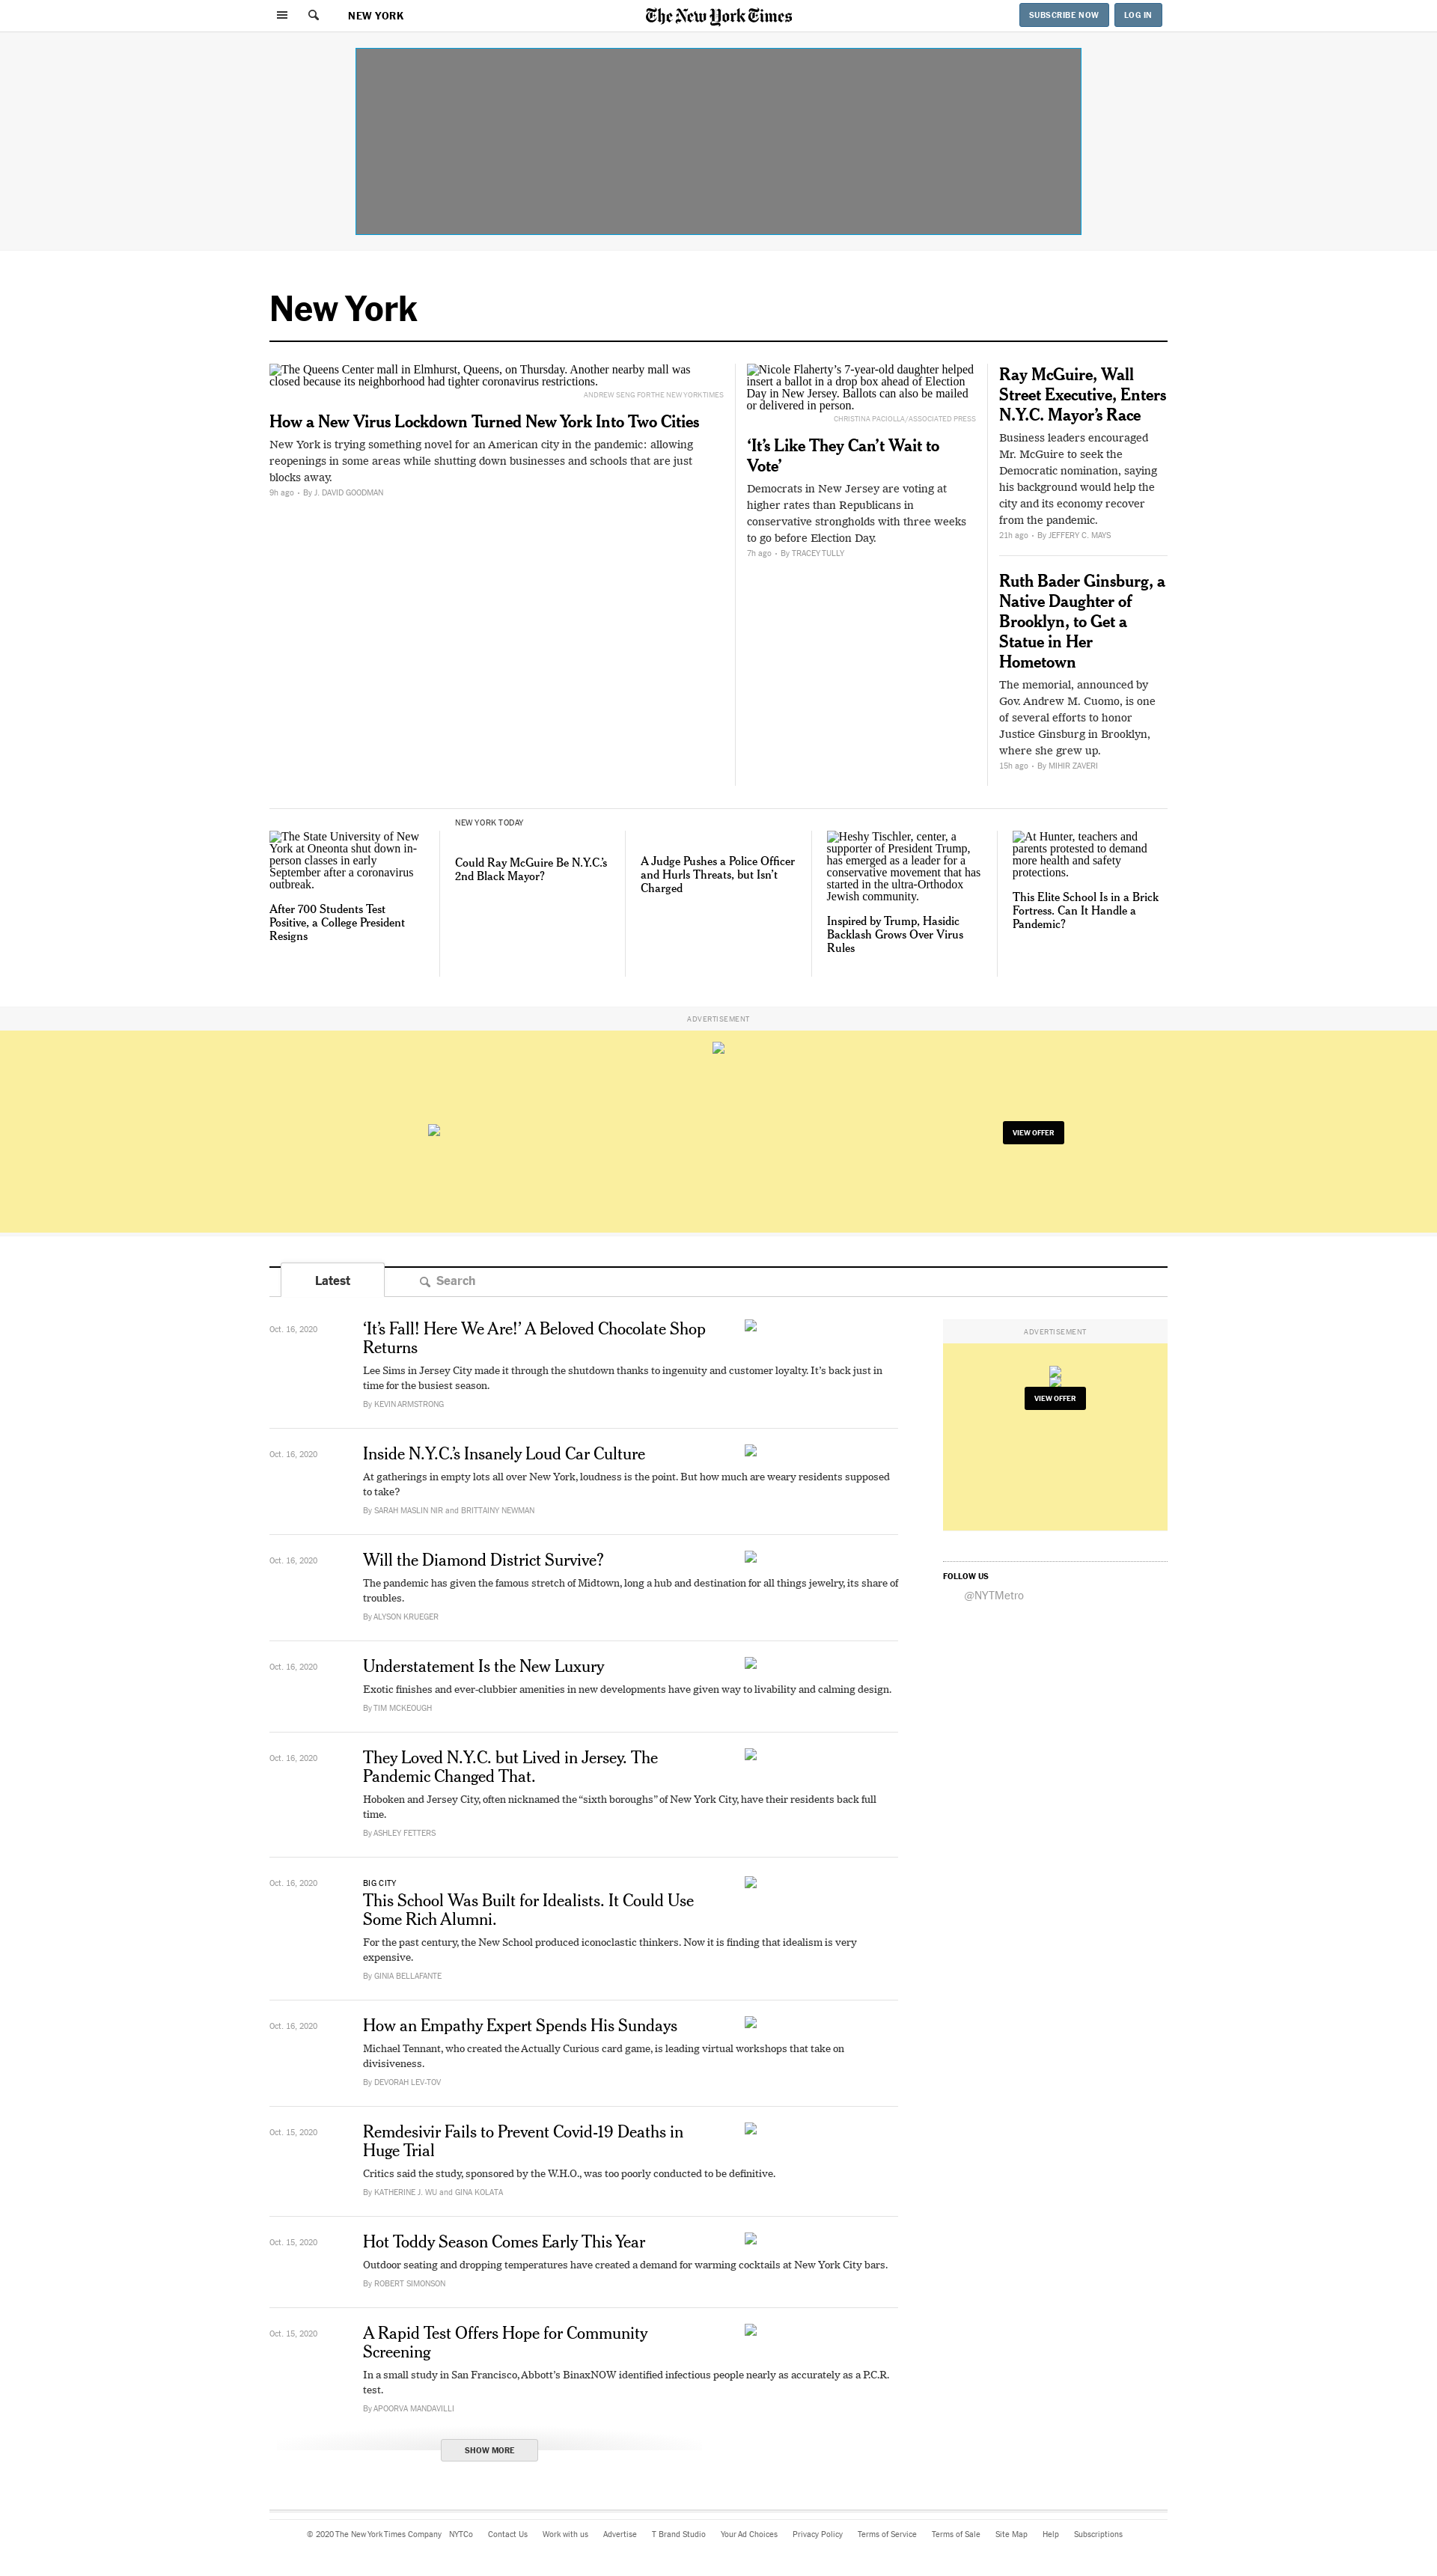 NEW YORK
The New York Times
SUBSCRIBE NOW
LOG IN
New York
The Queens Center mall in Elmhurst, Queens, on Thursday. Another nearby mall was
closed because its neighborhood had tighter coronavirus restrictions.
ANDREW SENG FOR THE NEW YORK TIMES
How a New Virus Lockdown Turned New York Into Two Cities
New York is trying something novel for an American city in the pandemic: allowing
reopenings in some areas while shutting down businesses and schools that are just
blocks away.
9h ago · By J. DAVID GOODMAN
Nicole Flaherty’s 7-year-old daughter helped
insert a ballot in a drop box ahead of Election
Day in New Jersey. Ballots can also be mailed
or delivered in person.
CHRISTINA PACIOLLA/ASSOCIATED PRESS
‘It’s Like They Can’t Wait to
Vote’
Democrats in New Jersey are voting at
higher rates than Republicans in
conservative strongholds with three weeks
to go before Election Day.
7h ago · By TRACEY TULLY
Ray McGuire, Wall
Street Executive, Enters
N.Y.C. Mayor’s Race
Business leaders encouraged
Mr. McGuire to seek the
Democratic nomination, saying
his background would help the
city and its economy recover
from the pandemic.
21h ago · By JEFFERY C. MAYS
Ruth Bader Ginsburg, a
Native Daughter of
Brooklyn, to Get a
Statue in Her
Hometown
The memorial, announced by
Gov. Andrew M. Cuomo, is one
of several efforts to honor
Justice Ginsburg in Brooklyn,
where she grew up.
15h ago · By MIHIR ZAVERI
The State University of New
York at Oneonta shut down in-
person classes in early
September after a coronavirus
outbreak.
After 700 Students Test
Positive, a College President
Resigns
NEW YORK TODAY
Could Ray McGuire Be N.Y.C.’s
2nd Black Mayor?
A Judge Pushes a Police Officer
and Hurls Threats, but Isn’t
Charged
Heshy Tischler, center, a
supporter of President Trump,
has emerged as a leader for a
conservative movement that has
started in the ultra-Orthodox
Jewish community.
Inspired by Trump, Hasidic
Backlash Grows Over Virus
Rules
At Hunter, teachers and
parents protested to demand
more health and safety
protections.
This Elite School Is in a Brick
Fortress. Can It Handle a
Pandemic?
ADVERTISEMENT
VIEW OFFER
Latest
Search
Oct. 16, 2020
‘It’s Fall! Here We Are!’ A Beloved Chocolate Shop
Returns
Lee Sims in Jersey City made it through the shutdown thanks to ingenuity and customer loyalty. It’s back just in
time for the busiest season.
By KEVIN ARMSTRONG
Oct. 16, 2020
Inside N.Y.C.’s Insanely Loud Car Culture
At gatherings in empty lots all over New York, loudness is the point. But how much are weary residents supposed
to take?
By SARAH MASLIN NIR and BRITTAINY NEWMAN
Oct. 16, 2020
Will the Diamond District Survive?
The pandemic has given the famous stretch of Midtown, long a hub and destination for all things jewelry, its share of
troubles.
By ALYSON KRUEGER
Oct. 16, 2020
Understatement Is the New Luxury
Exotic finishes and ever-clubbier amenities in new developments have given way to livability and calming design.
By TIM MCKEOUGH
Oct. 16, 2020
They Loved N.Y.C. but Lived in Jersey. The
Pandemic Changed That.
Hoboken and Jersey City, often nicknamed the “sixth boroughs” of New York City, have their residents back full
time.
By ASHLEY FETTERS
Oct. 16, 2020
BIG CITY
This School Was Built for Idealists. It Could Use
Some Rich Alumni.
For the past century, the New School produced iconoclastic thinkers. Now it is finding that idealism is very
expensive.
By GINIA BELLAFANTE
Oct. 16, 2020
How an Empathy Expert Spends His Sundays
Michael Tennant, who created the Actually Curious card game, is leading virtual workshops that take on
divisiveness.
By DEVORAH LEV-TOV
Oct. 15, 2020
Remdesivir Fails to Prevent Covid-19 Deaths in
Huge Trial
Critics said the study, sponsored by the W.H.O., was too poorly conducted to be definitive.
By KATHERINE J. WU and GINA KOLATA
Oct. 15, 2020
Hot Toddy Season Comes Early This Year
Outdoor seating and dropping temperatures have created a demand for warming cocktails at New York City bars.
By ROBERT SIMONSON
Oct. 15, 2020
A Rapid Test Offers Hope for Community
Screening
In a small study in San Francisco, Abbott’s BinaxNOW identified infectious people nearly as accurately as a P.C.R.
test.
By APOORVA MANDAVILLI
SHOW MORE
ADVERTISEMENT
VIEW OFFER
FOLLOW US
@NYTMetro
© 2020 The New York Times Company NYTCo Contact Us Work with us Advertise T Brand Studio Your Ad Choices Privacy Policy Terms of Service Terms of Sale Site Map Help Subscriptions